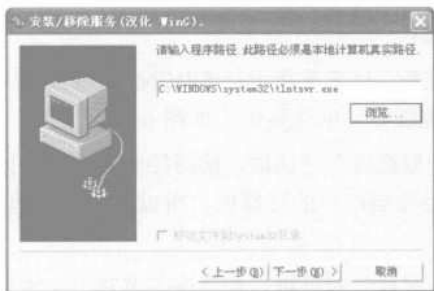 安装/移除服务(汉化 WinG).
请输入程序路径 此路径必须是本地计算机真实路径.
C:\WINDOWS\system32\tlntsvr.exe
浏览...
< 上一步(B)
下一步(N) >
取消